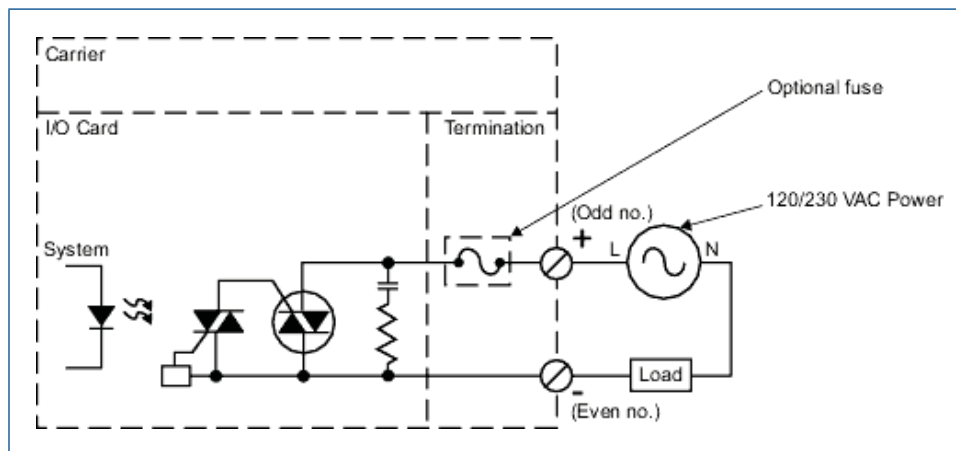 Carrier
Optional fuse
I/O Card
Termination
120/230 VAC Power
(Odd no.)
+
System
L
N
Load
-
(Even no.)